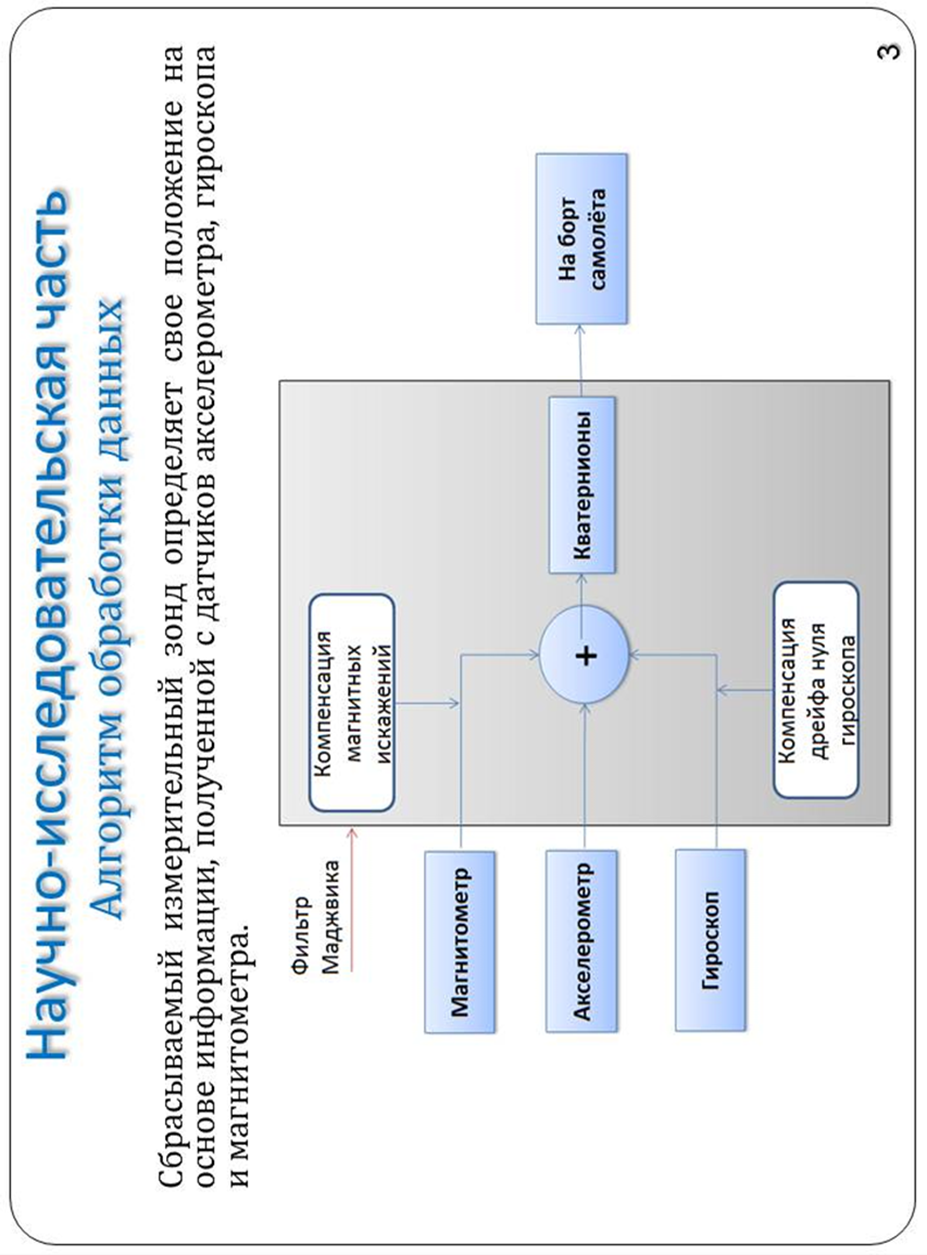 Научно-исследовательская часть
Алгоритм обработки данных
Сбрасываемый измерительный зонд определяет свое положение на
основе информации, полученной с датчиков акселерометра, гироскопа
и магнитометра.
Фильтр
Маджвика
Компенсация
магнитных
искажений
Магнитометр
Акселерометр
Гироскоп
+
Кватернионы
На борт
самолёта
Компенсация
дрейфа нуля
гироскопа
3